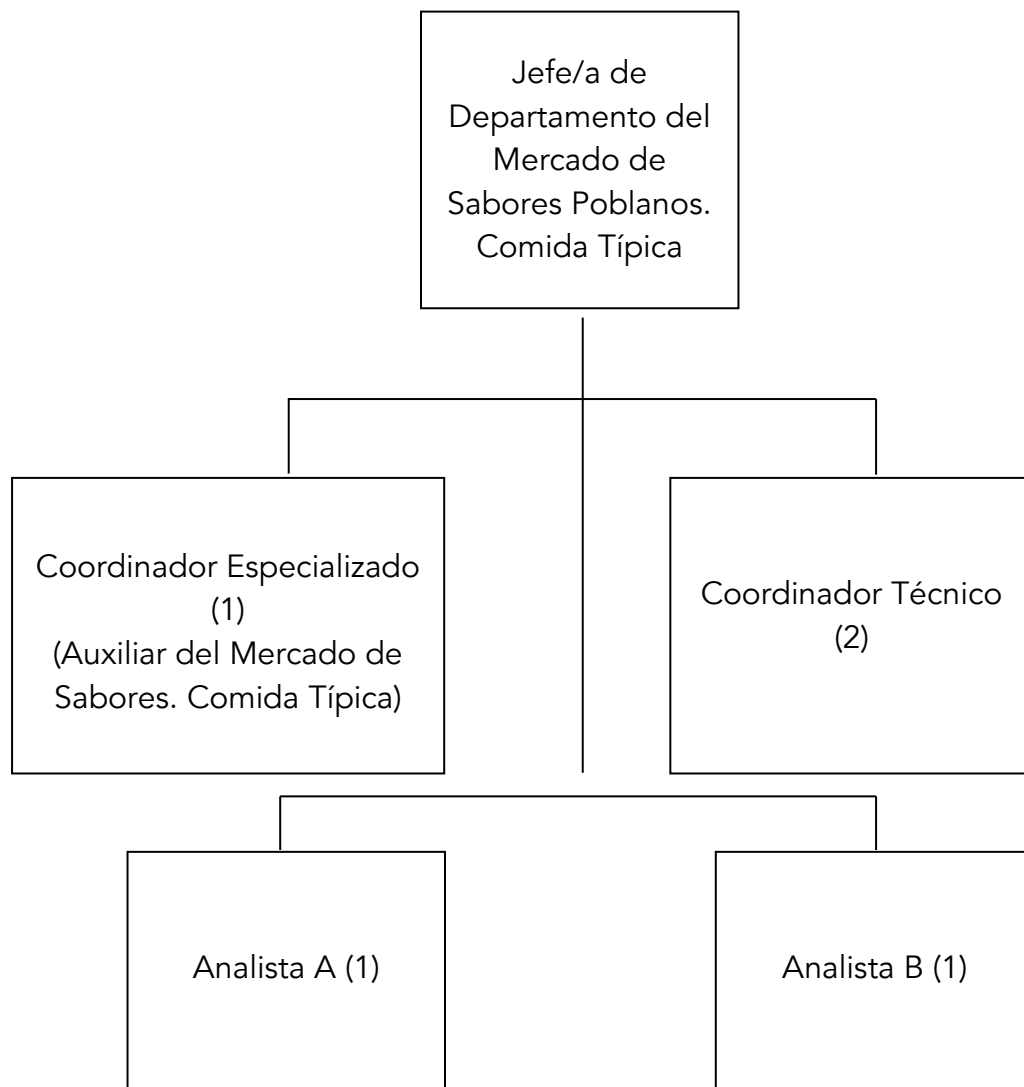 Jefe/a de
Departamento del
Mercado de
Sabores Poblanos.
Comida Típica
Coordinador Especializado
(1)
(Auxiliar del Mercado de
Sabores. Comida Típica)
Coordinador Técnico
(2)
Analista A (1)
Analista B (1)